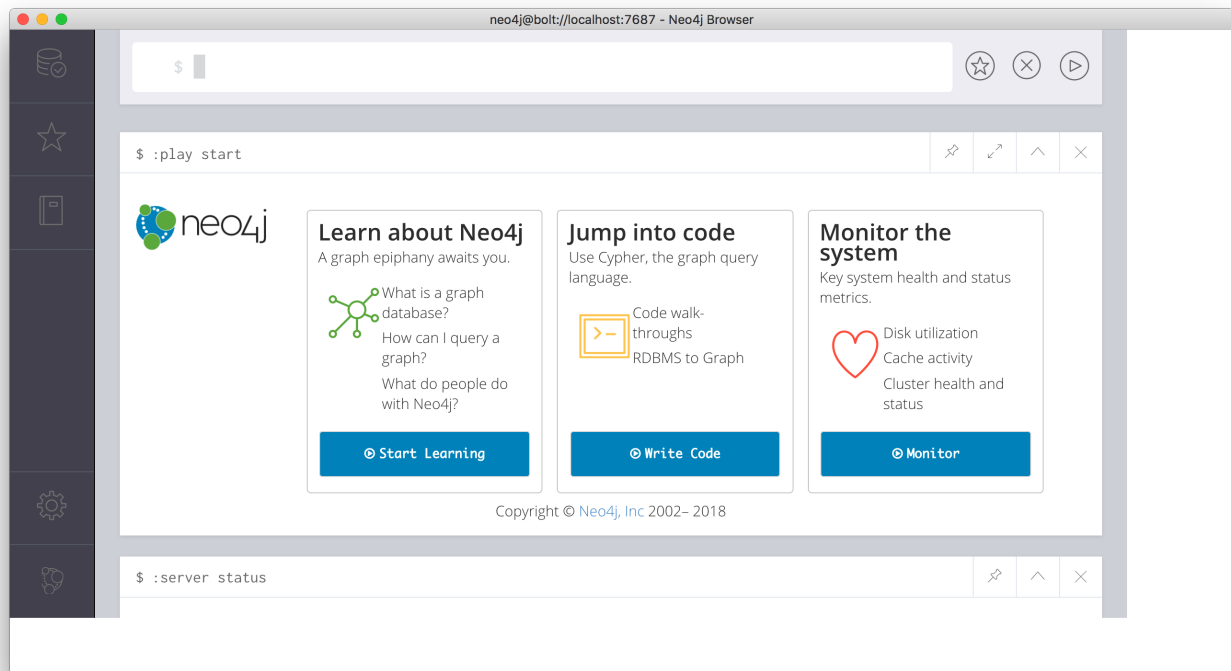 neo4j@bolt://localhost:7687 - Neo4j Browser
$
$ :play start
neo4j
Learn about Neo4j
A graph epiphany awaits you.
What is a graph
database?
How can I query a
graph?
What do people do
with Neo4j?
Start Learning
Jump into code
Use Cypher, the graph query
language.
Code walk-
throughs
RDBMS to Graph
Write Code
Monitor the
system
Key system health and status
metrics.
Disk utilization
Cache activity
Cluster health and
status
Monitor
Copyright © Neo4j, Inc 2002– 2018
$ :server status